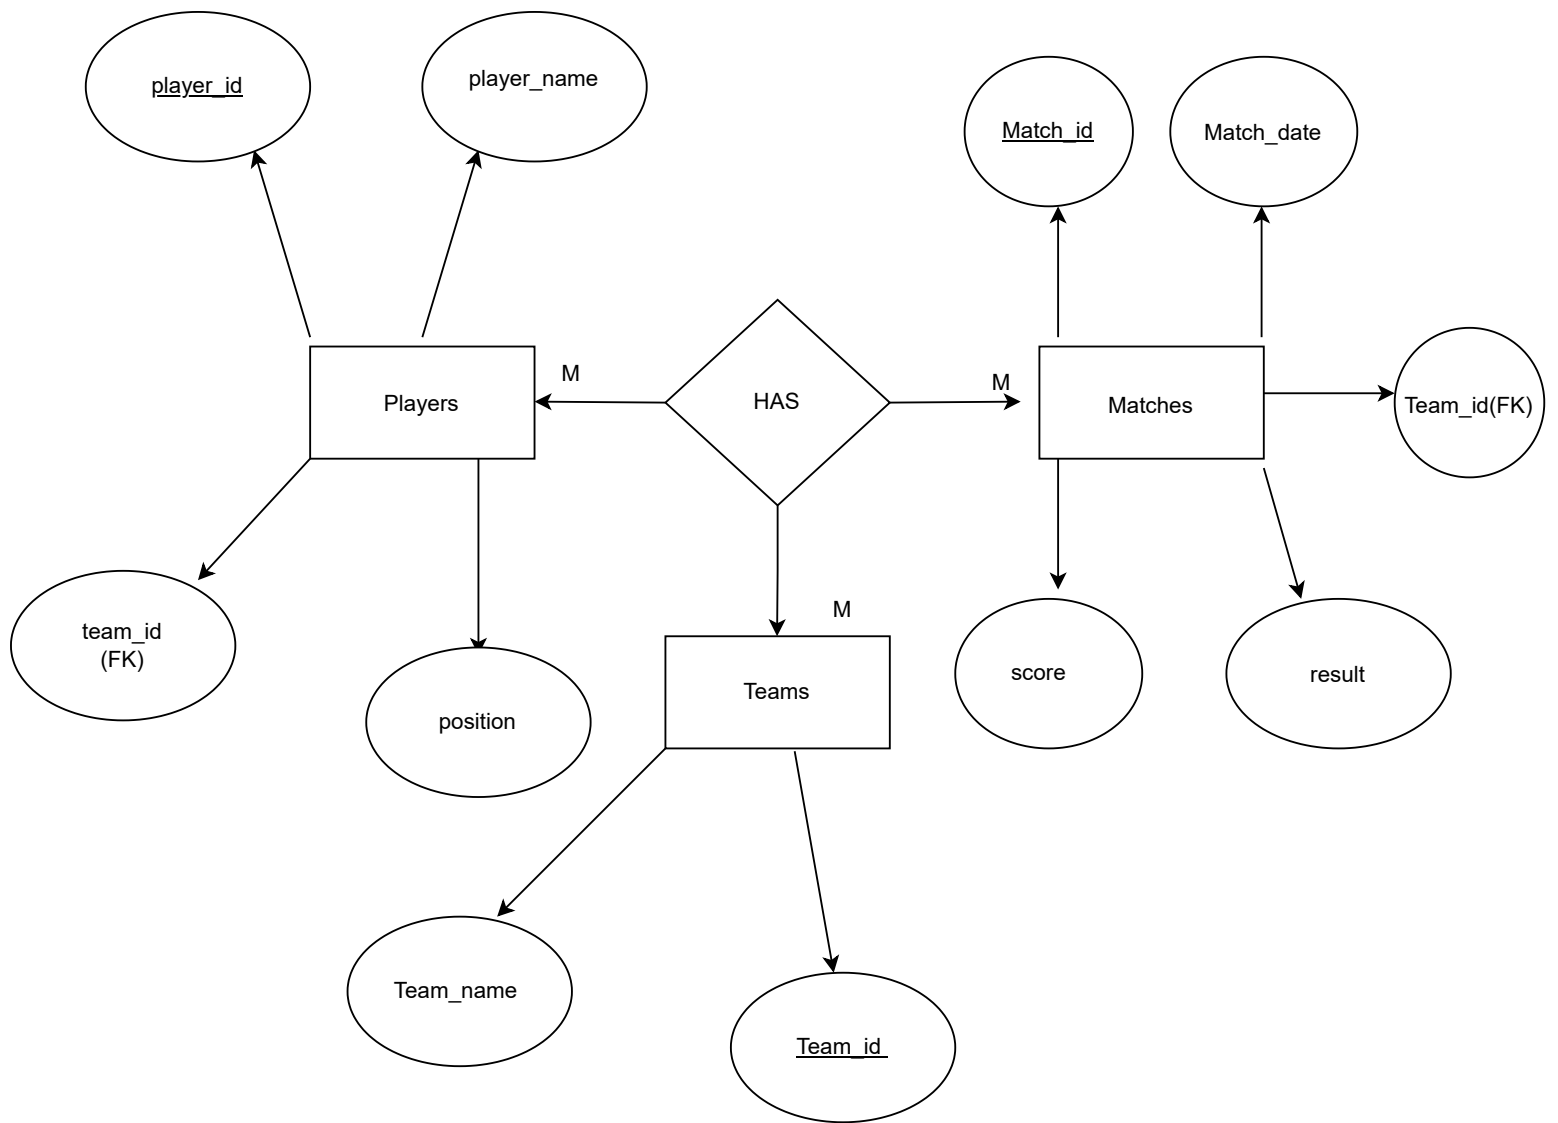 player_id
player_name
Match_id
Match_date
M
M
Players
HAS
Matches
Team_id(FK)
team_id
(FK)
M
position
Teams
score
result
Team_name
Team_id